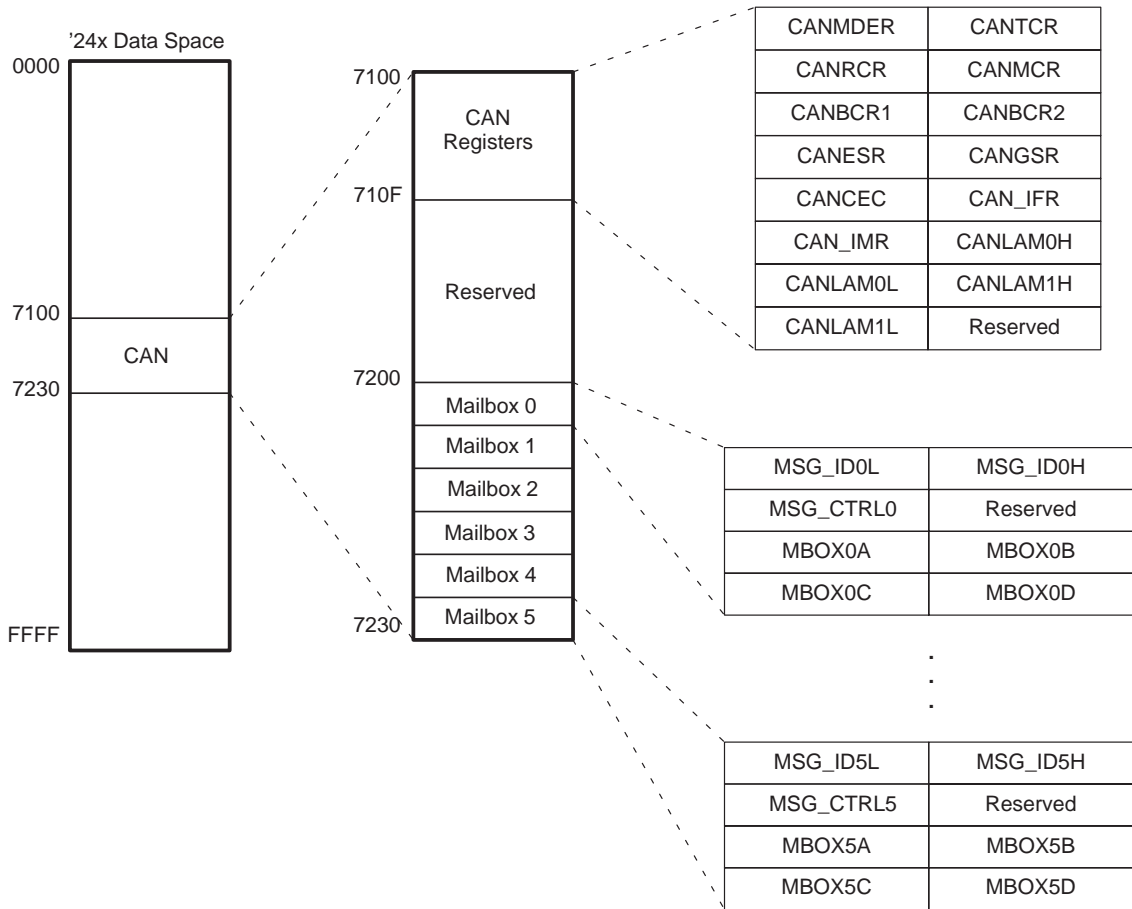 '24x Data Space
0000
7100
CAN
7230
FFFF
7100
CAN
Registers
710F
Reserved
7200
Mailbox 0
Mailbox 1
Mailbox 2
Mailbox 3
Mailbox 4
Mailbox 5
7230
CANMDER CANTCR
CANRCR CANMCR
CANBCR1 CANBCR2
CANESR CANGSR
CANCEC CAN_IFR
CAN_IMR CANLAM0H
CANLAM0L CANLAM1H
CANLAM1L Reserved
MSG_ID0L MSG_ID0H
MSG_CTRL0 Reserved
MBOX0A MBOX0B
MBOX0C MBOX0D
.
.
.
MSG_ID5L MSG_ID5H
MSG_CTRL5 Reserved
MBOX5A MBOX5B
MBOX5C MBOX5D